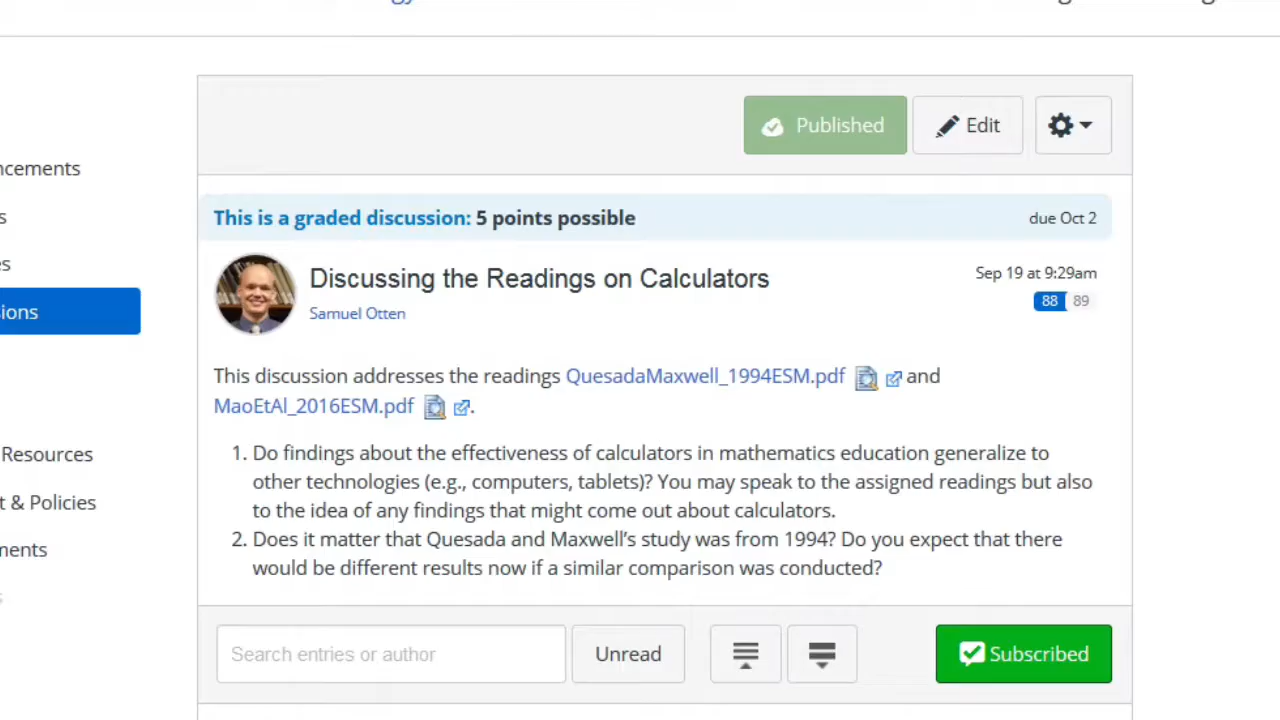 Published
Edit
ncements
This is a graded discussion: 5 points possible
due Oct 2
s
Discussing the Readings on Calculators
Sep 19 at 9:29am
es
88 89
ions
Samuel Otten
This discussion addresses the readings QuesadaMaxwell_1994ESM.pdf and
MaoEtAl_2016ESM.pdf .
Resources
1. Do findings about the effectiveness of calculators in mathematics education generalize to
other technologies (e.g., computers, tablets)? You may speak to the assigned readings but also
t & Policies
to the idea of any findings that might come out about calculators.
2. Does it matter that Quesada and Maxwell’s study was from 1994? Do you expect that there
ments
would be different results now if a similar comparison was conducted?
s
Search entries or author
Unread
Subscribed